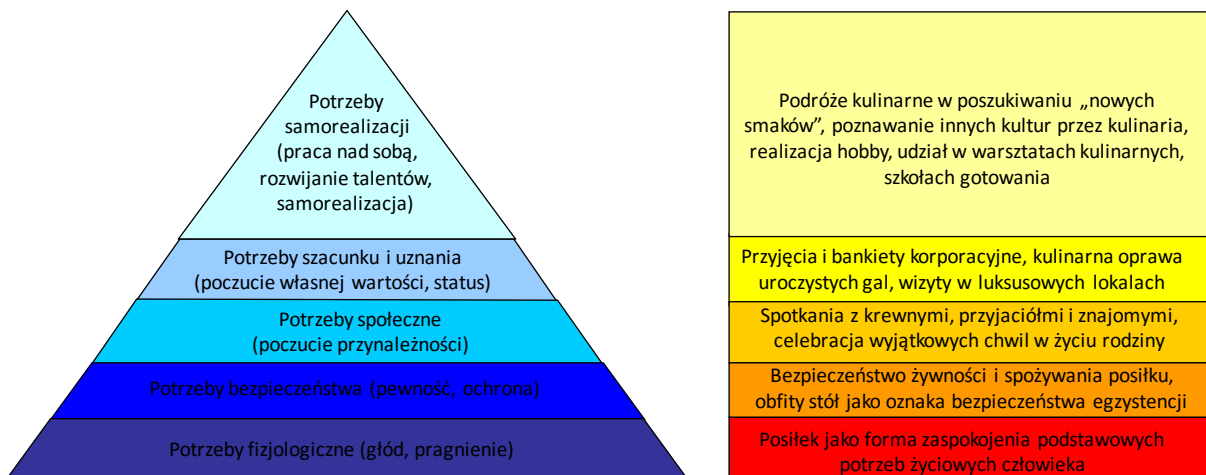 Potrzeby
samorealizacji
(praca nad sobą,
rozwijanie talentów,
samorealizacja)
Potrzeby szacunku i uznania
(poczucie własnej wartości, status)
Potrzeby społeczne
(poczucie przynależności)
Potrzeby bezpieczeństwa (pewność, ochrona)
Potrzeby fizjologiczne (głód, pragnienie)
Podróże kulinarne w poszukiwaniu „nowych
smaków”, poznawanie innych kultur przez kulinaria,
realizacja hobby, udział w warsztatach kulinarnych,
szkołach gotowania
Przyjęcia i bankiety korporacyjne, kulinarna oprawa
uroczystych gal, wizyty w luksusowych lokalach
Spotkania z krewnymi, przyjaciółmi i znajomymi,
celebracja wyjątkowych chwil w życiu rodziny
Bezpieczeństwo żywności i spożywania posiłku,
obfity stół jako oznaka bezpieczeństwa egzystencji
Posiłek jako forma zaspokojenia podstawowych
potrzeb życiowych człowieka